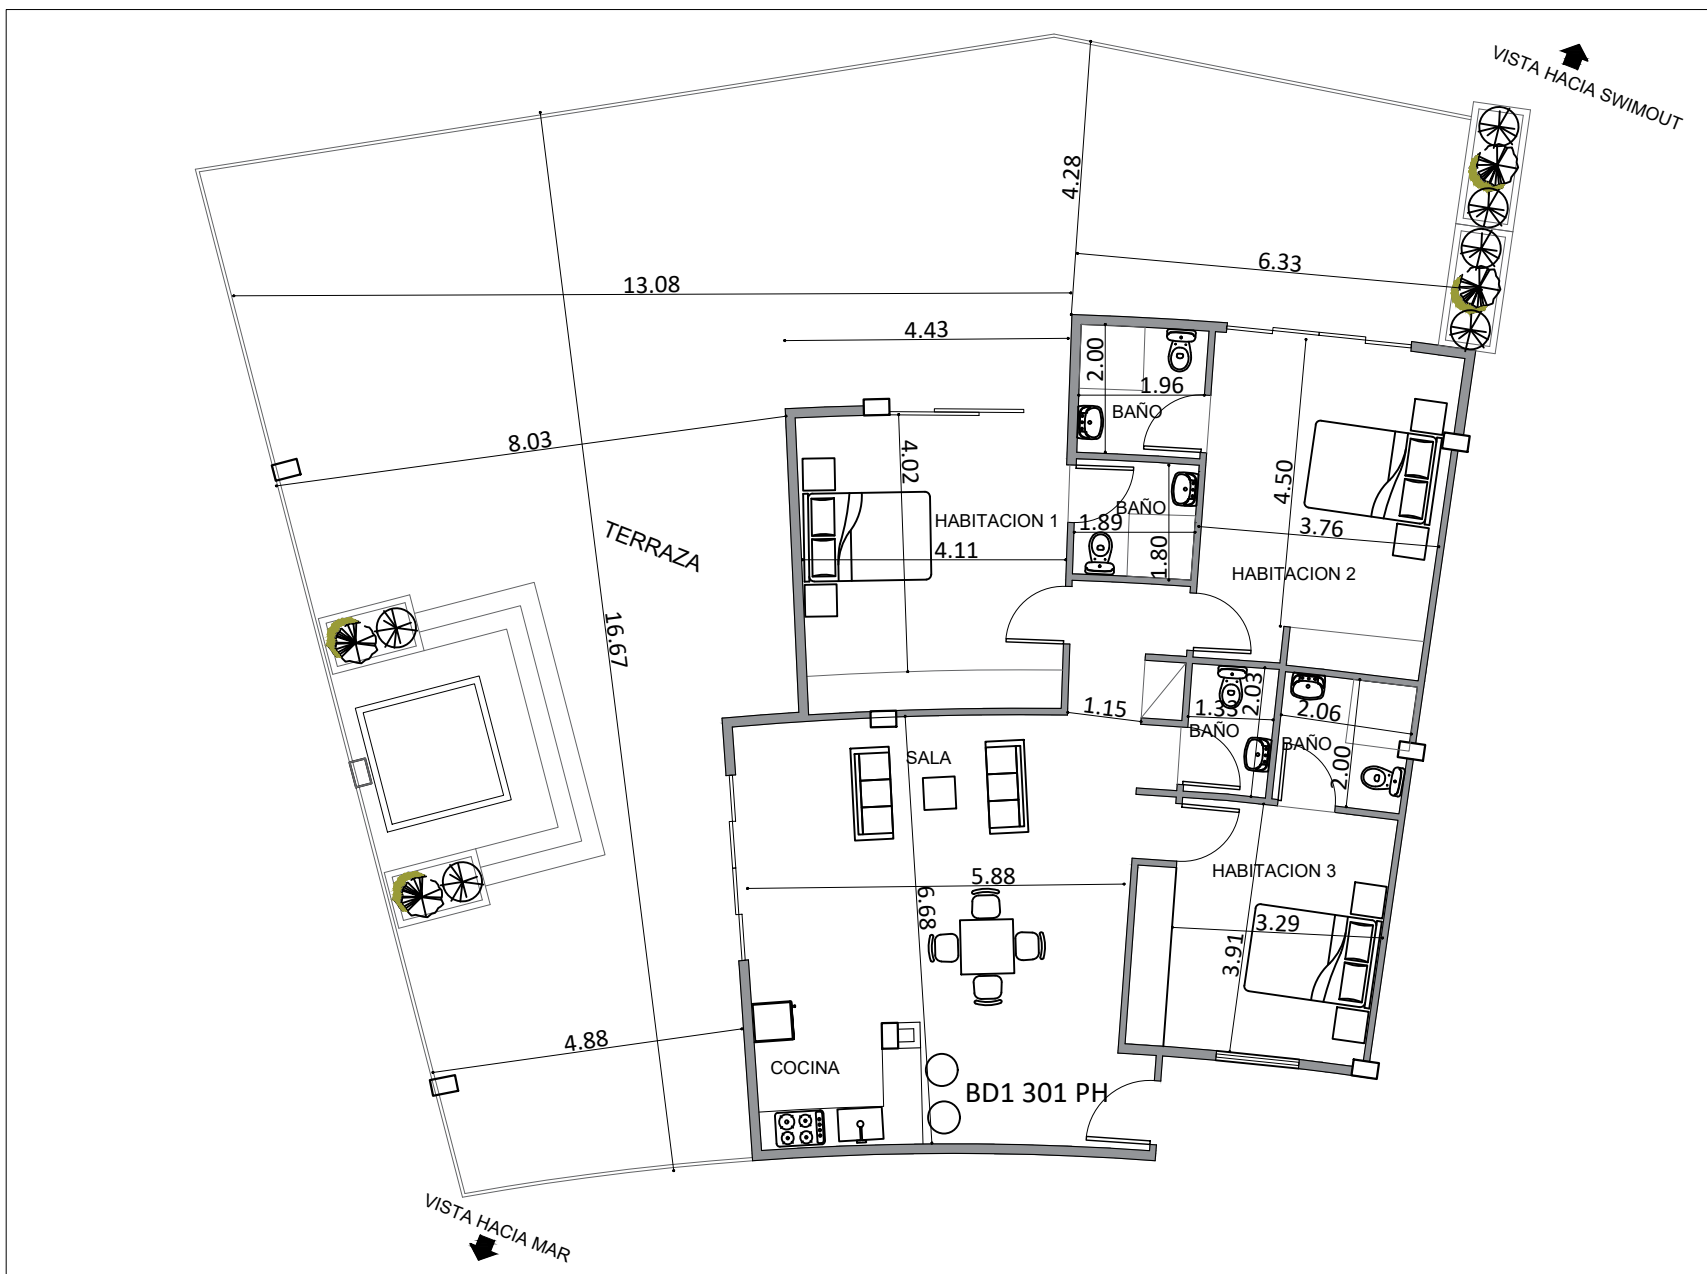 VISTA HACIA SWIMOUT
4.28
6.33
13.08
4.43
2.00
1.96
BAÑO
8.03
4.02
4.50
HABITACION 1
BAÑO
1.89
3.76
TERRAZA
4.11
1.80
HABITACION 2
16.67
1.15
1.33
2.03
2.06
BAÑO
BAÑO
SALA
2.00
5.88
HABITACION 3
6.68
3.29
3.91
4.88
COCINA
BD1 301 PH
VISTA HACIA MAR